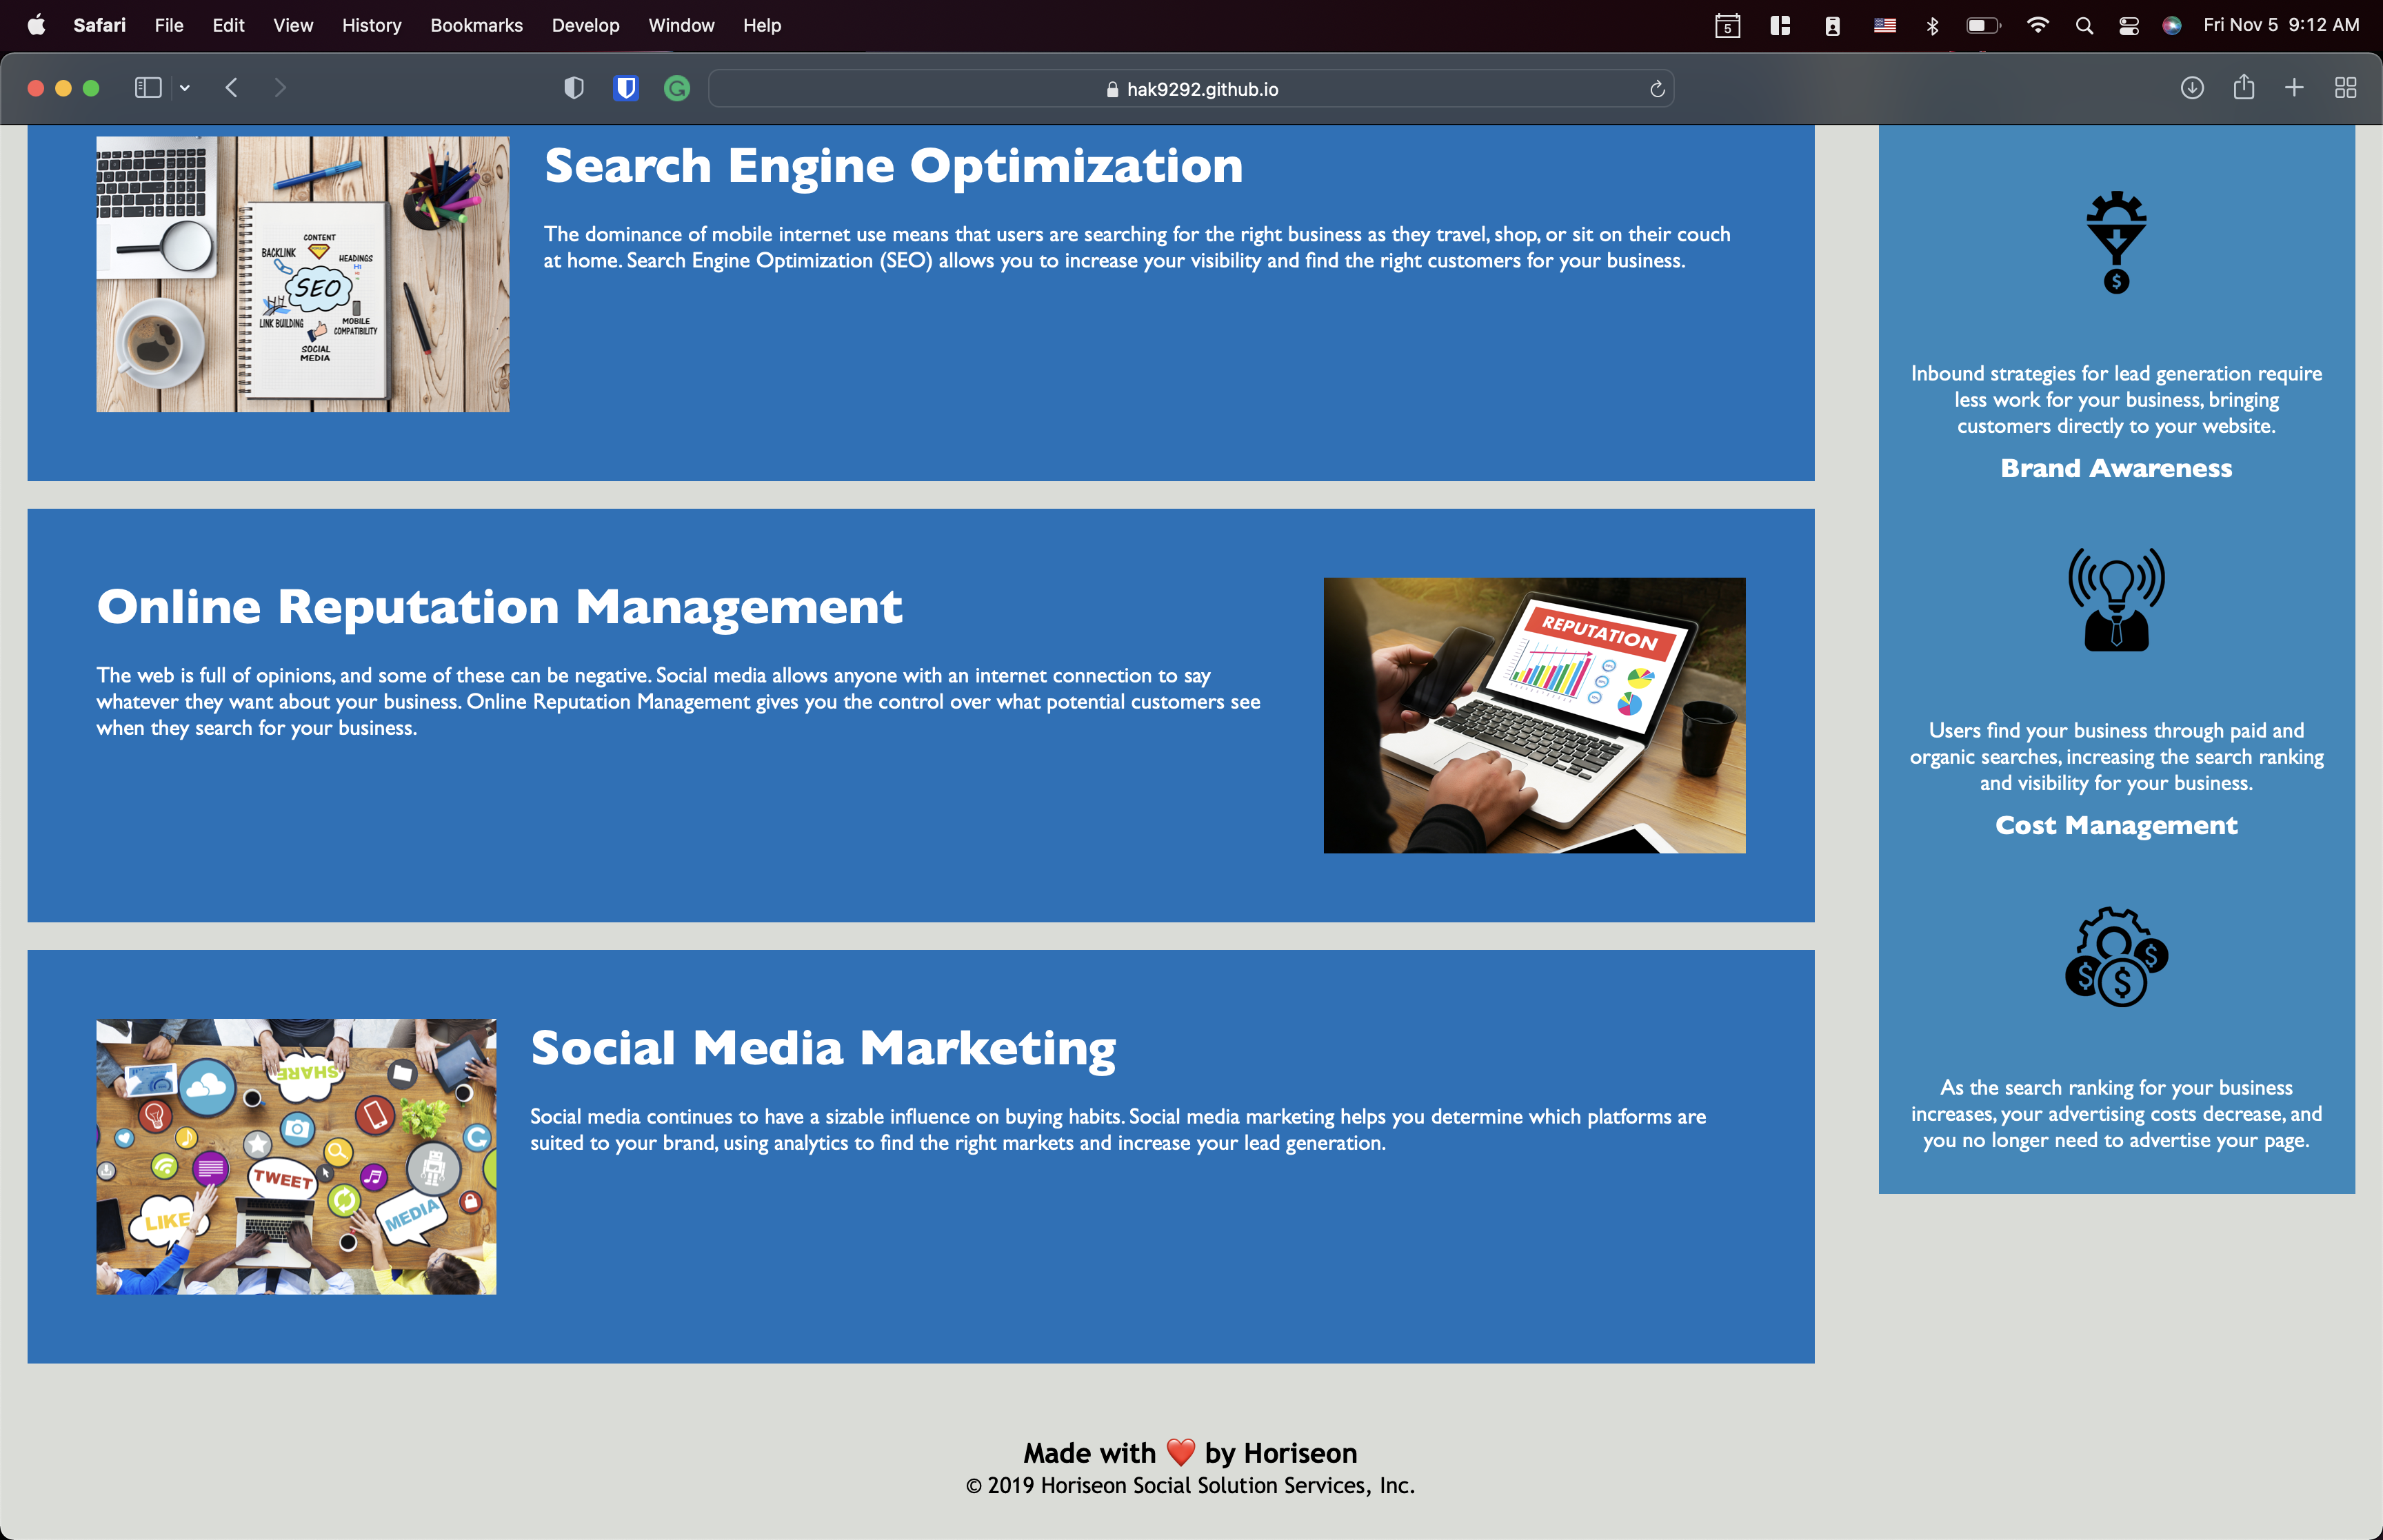 Safari File Edit View History Bookmarks Develop Window Help
5
Fri Nov 5 9:12 AM
hak9292.github.io
Search Engine Optimization
The dominance of mobile internet use means that users are searching for the right business as they travel, shop, or sit on their couch
at home. Search Engine Optimization (SEO) allows you to increase your visibility and find the right customers for your business.
CONTENT
BACKLINK
HEADINGS
H1
SEO
LINK BUILDING
MOBILE
COMPATIBILITY
SOCIAL
MEDIA
Online Reputation Management
The web is full of opinions, and some of these can be negative. Social media allows anyone with an internet connection to say
whatever they want about your business. Online Reputation Management gives you the control over what potential customers see
when they search for your business.
REPUTATION
Social Media Marketing
Social media continues to have a sizable influence on buying habits. Social media marketing helps you determine which platforms are
suited to your brand, using analytics to find the right markets and increase your lead generation.
SHARE
TWEET
LIKE
MEDIA
Inbound strategies for lead generation require
less work for your business, bringing
customers directly to your website.
Brand Awareness
Users find your business through paid and
organic searches, increasing the search ranking
and visibility for your business.
Cost Management
As the search ranking for your business
increases, your advertising costs decrease, and
you no longer need to advertise your page.
Made with ❤️ by Horiseon
© 2019 Horiseon Social Solution Services, Inc.